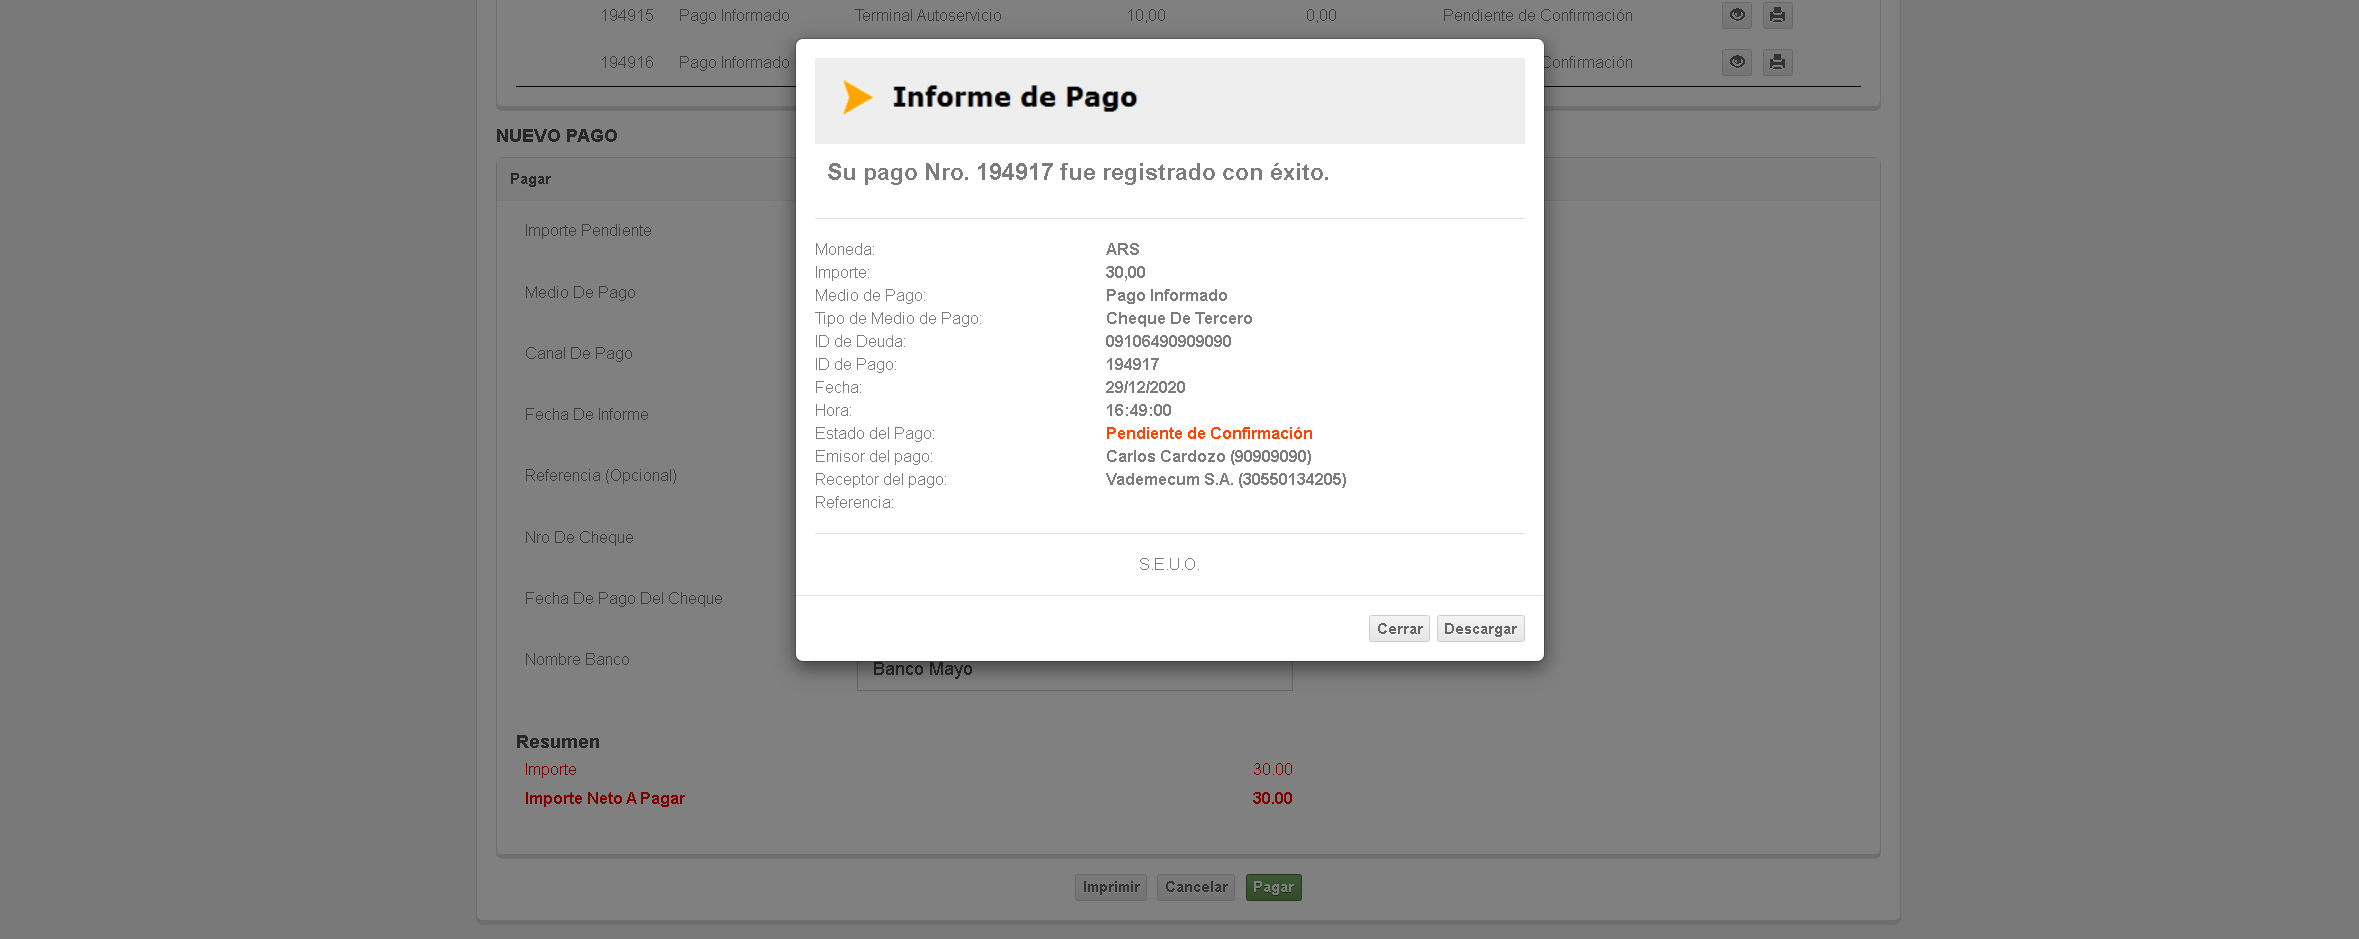 194915 Pago Informado Terminal Autoservicio 10,00 0,00 Pendiente de Confirmación
194916 Pago Informado Confirmación
Informe de Pago
Su pago Nro. 194917 fue registrado con éxito.
Moneda: ARS
Importe: 30,00
Medio de Pago: Pago Informado
Tipo de Medio de Pago: Cheque De Tercero
ID de Deuda: 09106490909090
ID de Pago: 194917
Fecha: 29/12/2020
Hora: 16:49:00
Estado del Pago: Pendiente de Confirmación
Emisor del pago: Carlos Cardozo (90909090)
Receptor del pago: Vademecum S.A. (30550134205)
Referencia:
S.E.U.O.
Cerrar Descargar
NUEVO PAGO
Pagar
Importe Pendiente
Medio De Pago
Canal De Pago
Fecha De Informe
Referencia (Opcional)
Nro De Cheque
Fecha De Pago Del Cheque
Nombre Banco Banco Mayo
Resumen
Importe 30.00
Importe Neto A Pagar 30.00
Imprimir Cancelar Pagar